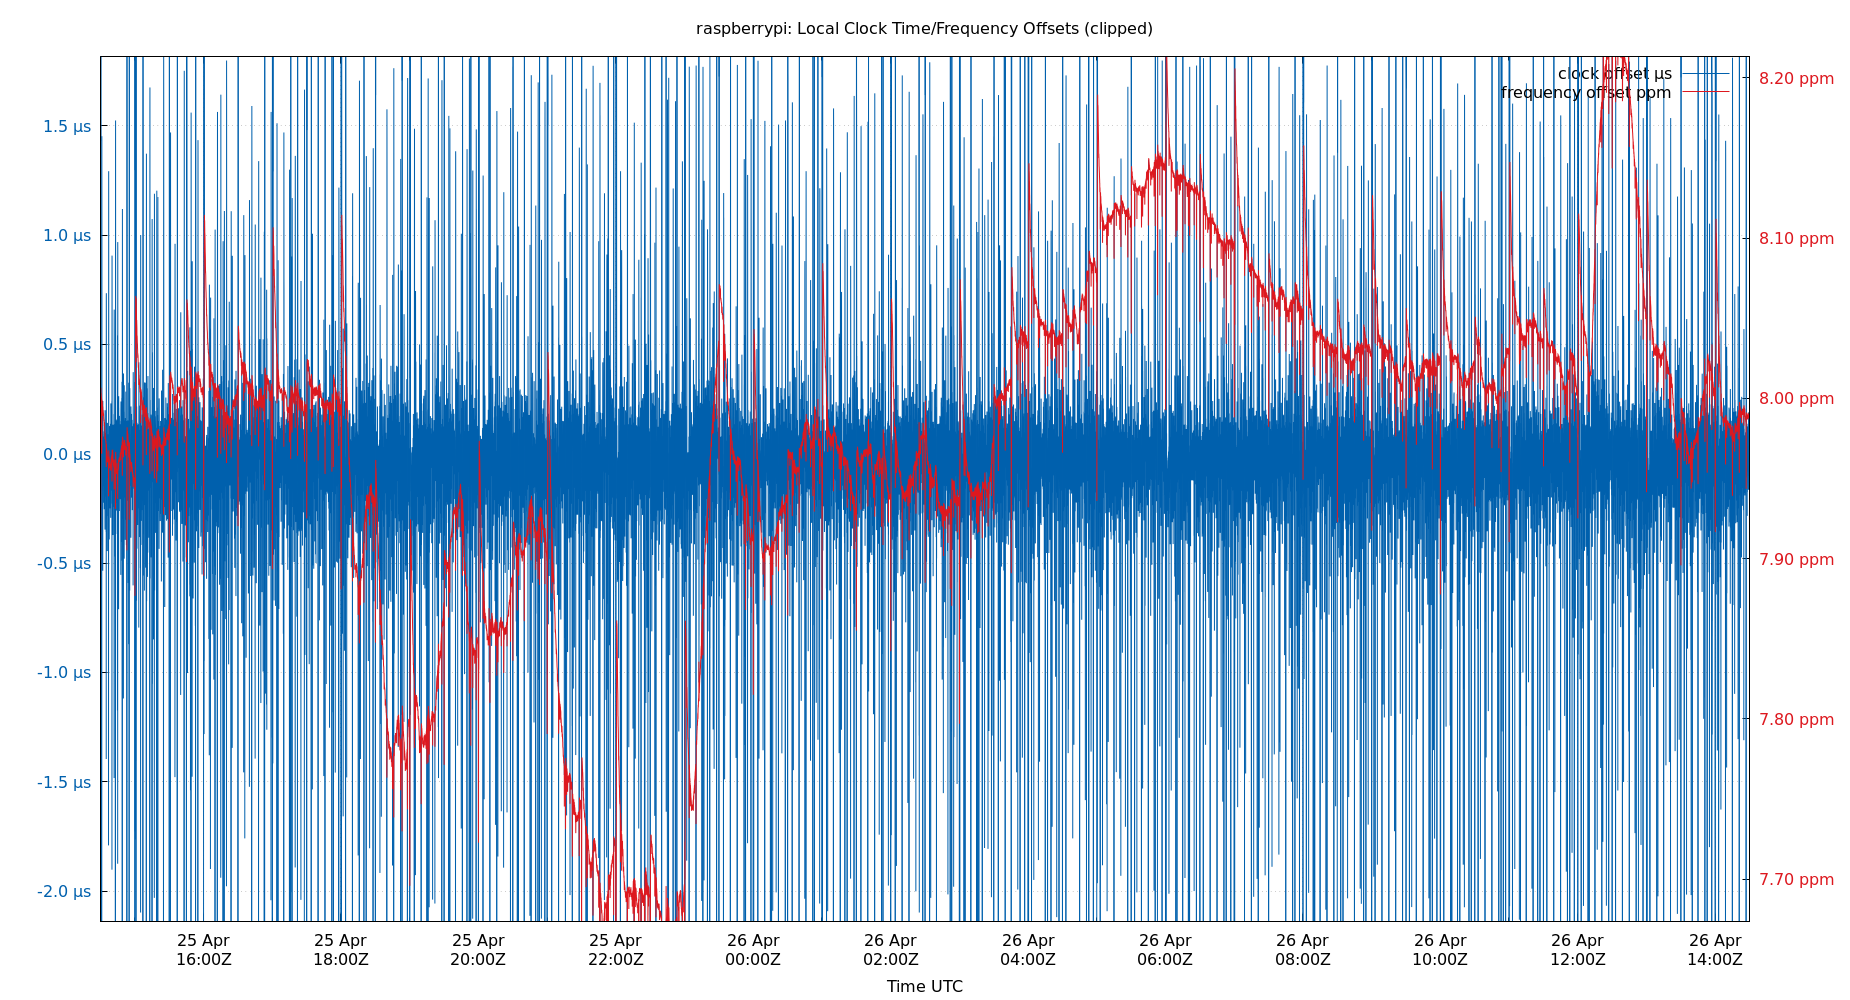 raspberrypi: Local Clock Time/Frequency Offsets (clipped)
clock offset µs
frequency offset ppm
1.5 µs
1.0 µs
0.5 µs
0.0 µs
-0.5 µs
-1.0 µs
-1.5 µs
-2.0 µs
8.20 ppm
8.10 ppm
8.00 ppm
7.90 ppm
7.80 ppm
7.70 ppm
25 Apr
16:00Z
25 Apr
18:00Z
25 Apr
20:00Z
25 Apr
22:00Z
26 Apr
00:00Z
26 Apr
02:00Z
26 Apr
04:00Z
26 Apr
06:00Z
26 Apr
08:00Z
26 Apr
10:00Z
26 Apr
12:00Z
26 Apr
14:00Z
Time UTC